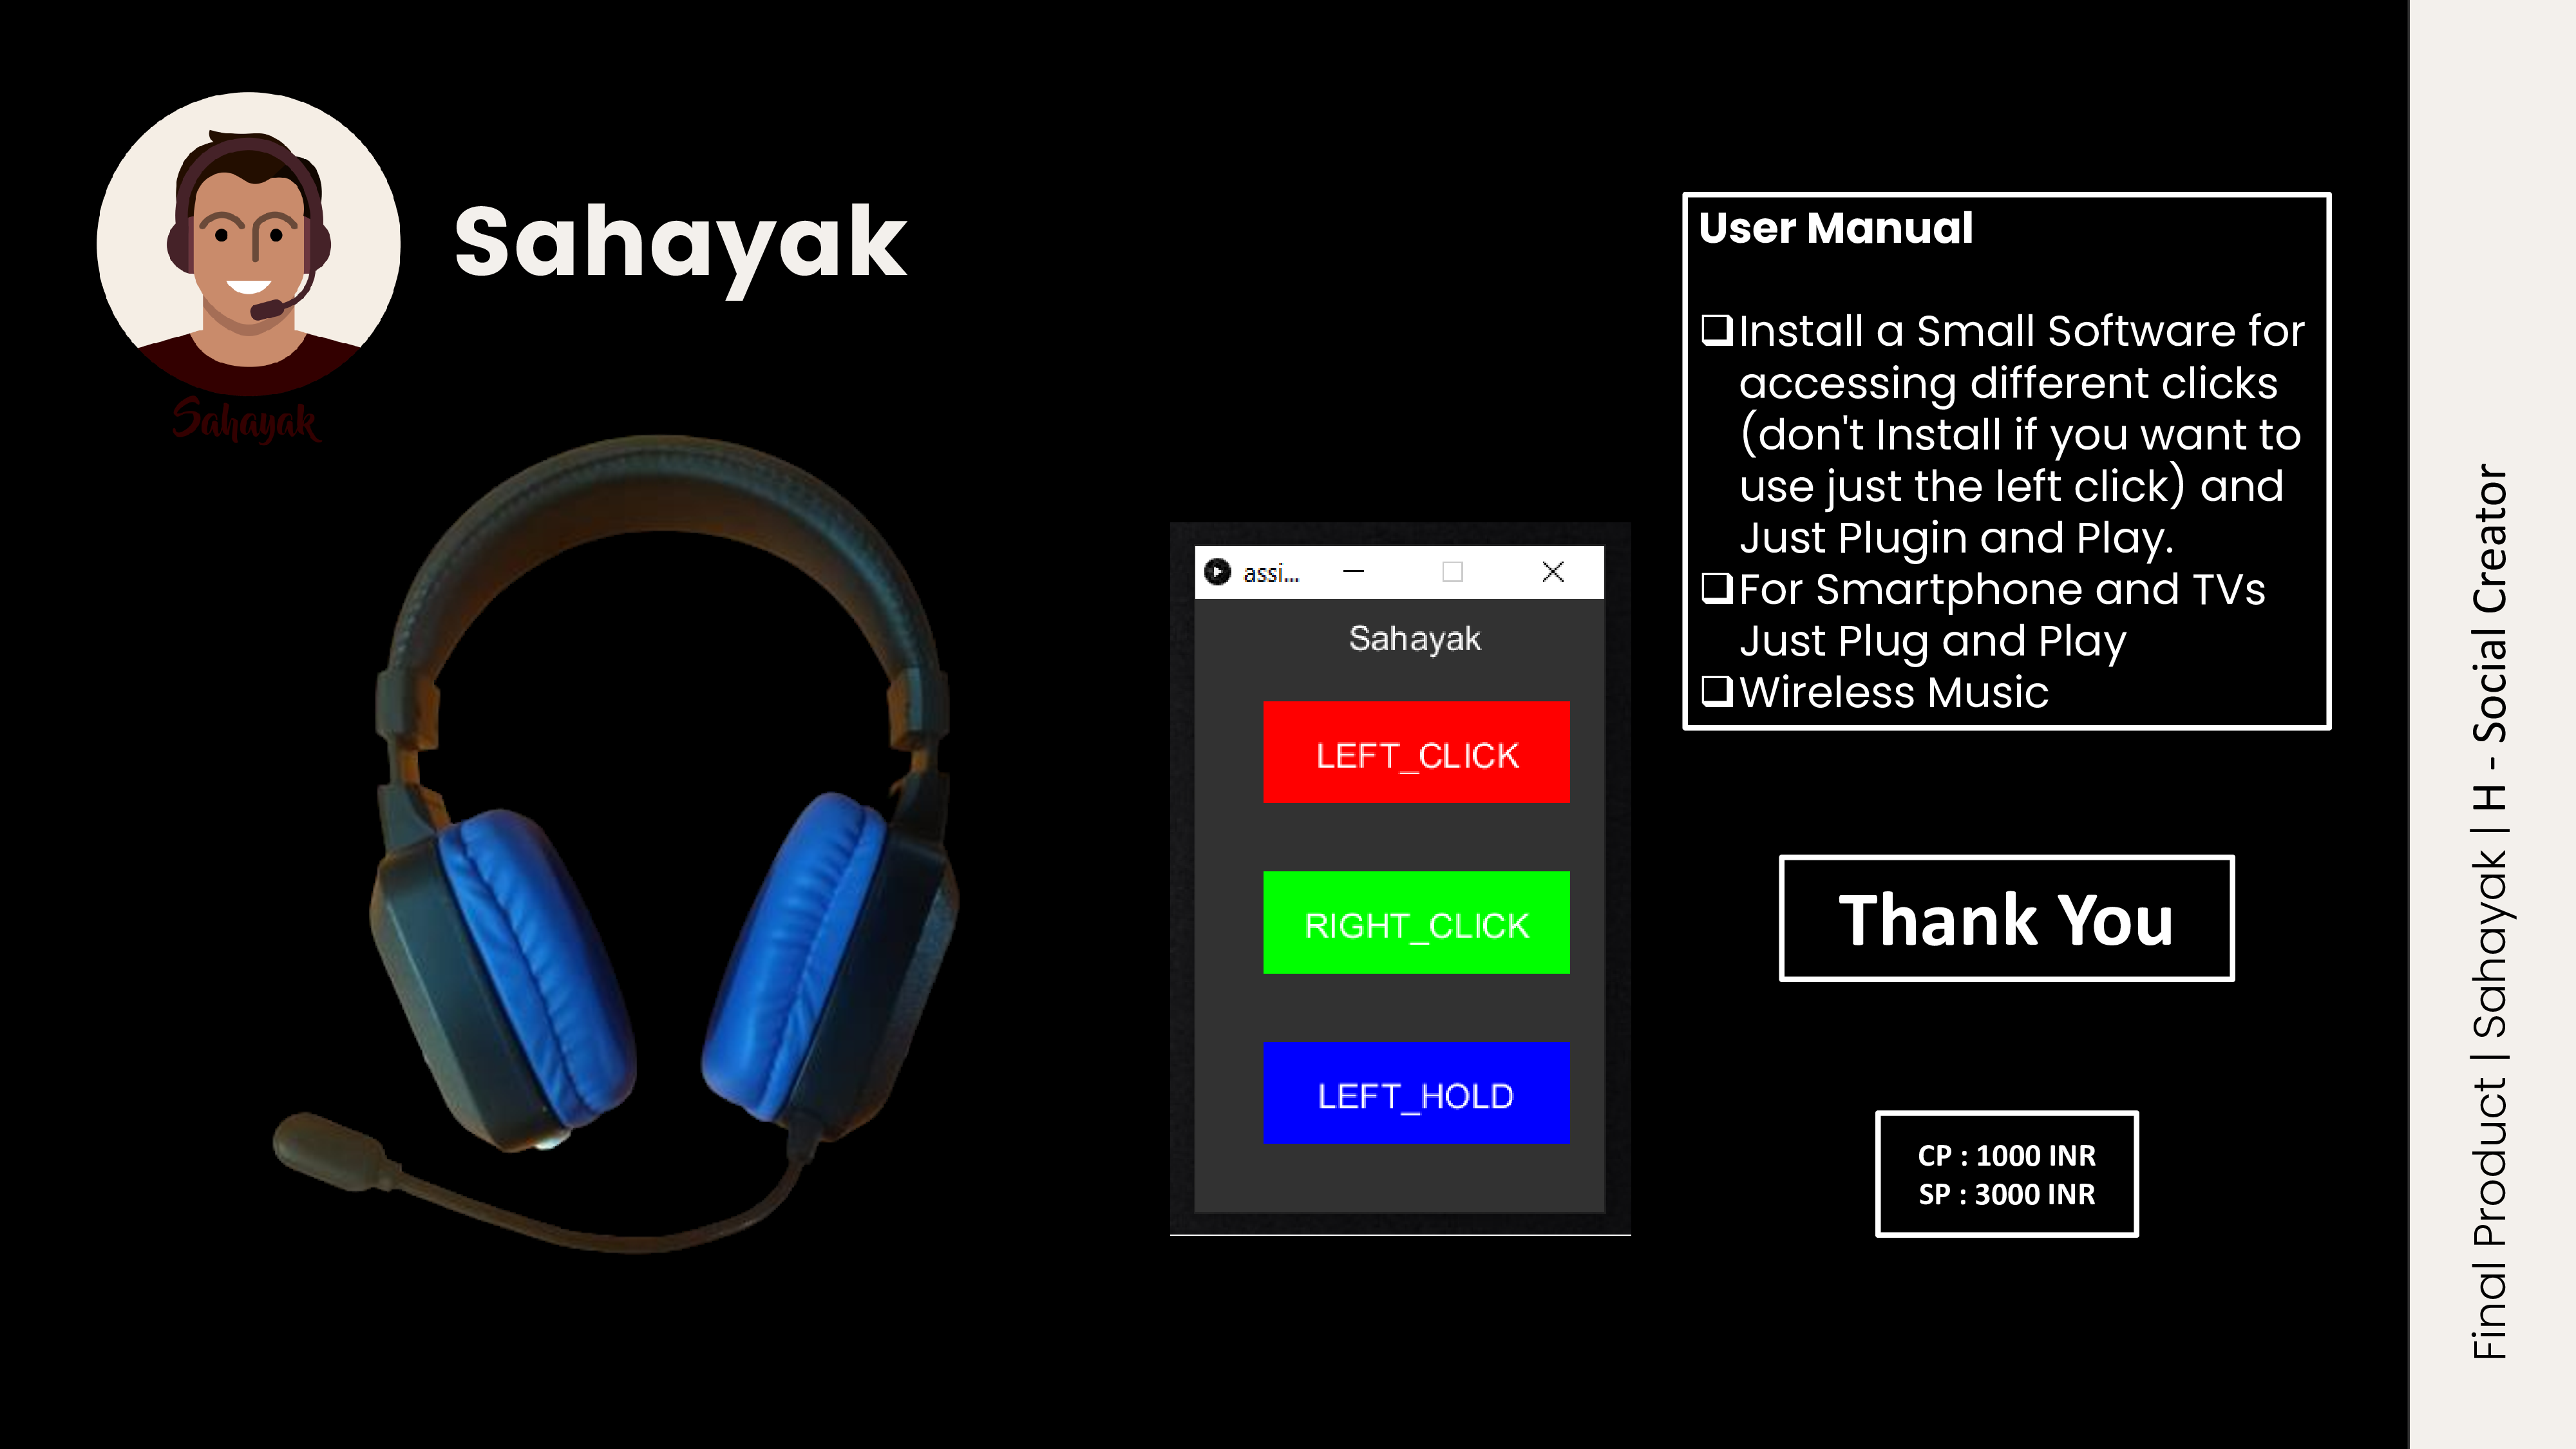 Sahayak
Sahayak
User Manual
Install a Small Software for
accessing different clicks
(don't Install if you want to
use just the left click) and
Just Plugin and Play.
For Smartphone and TVs
Just Plug and Play
Wireless Music
assi...
Sahayak
LEFT_CLICK
RIGHT_CLICK
LEFT_HOLD
Thank You
CP : 1000 INR
SP : 3000 INR
Final Product | Sahayak | H - Social Creator